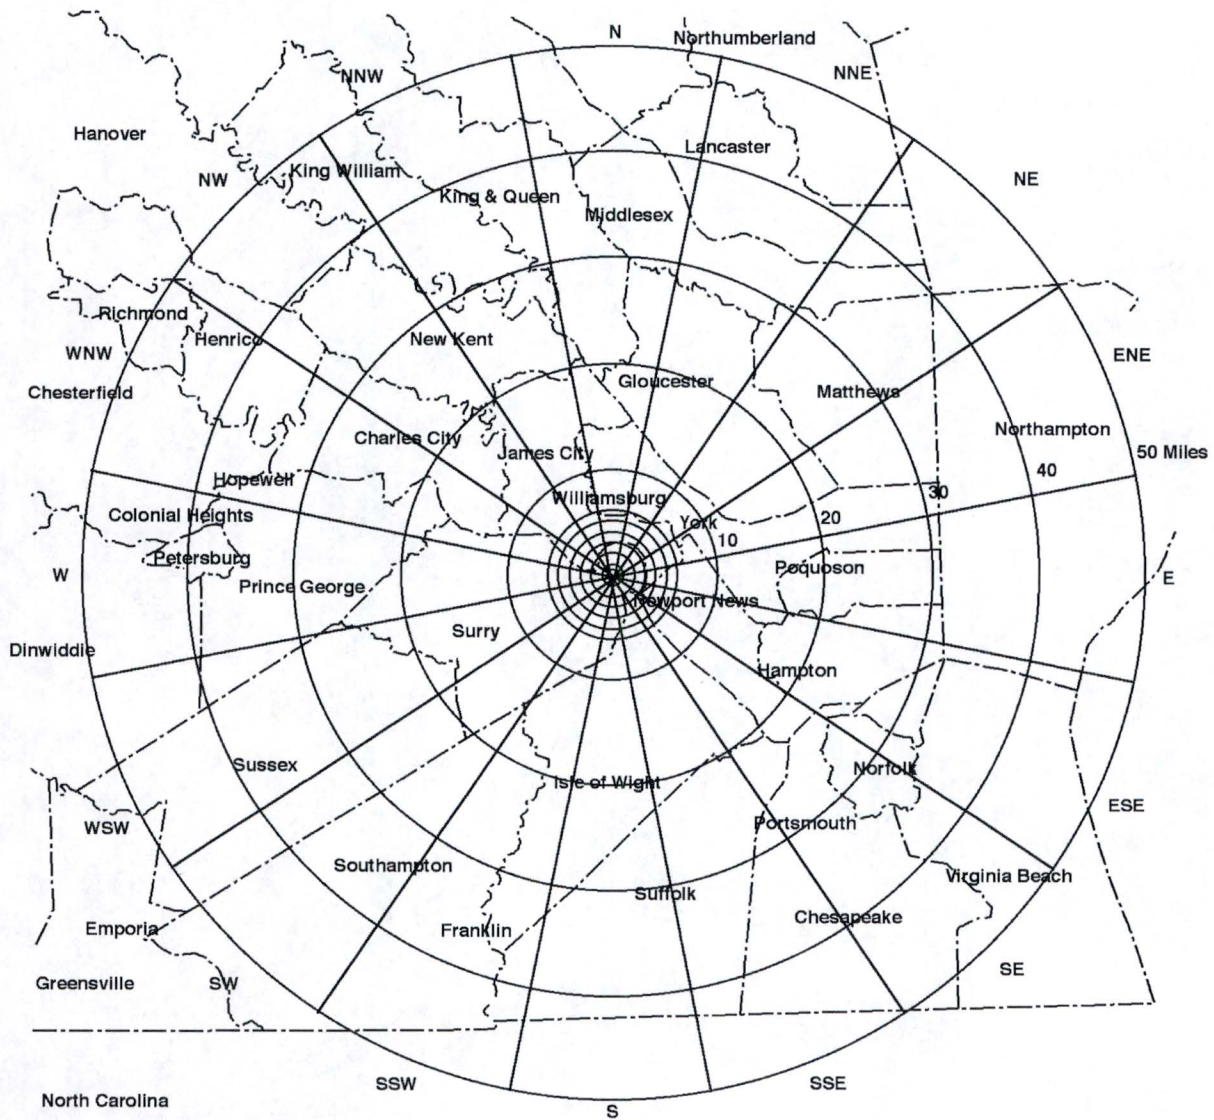 N
Northumberland
NNW
NNE
Hanover
Lancaster
King William
NW
NE
King & Queen
Middlesex
Richmond
Henrico
New Kent
WNW
ENE
Gloucester
Chesterfield
Matthews
Northampton
Charles City
James City
50 Miles
40
Hopewell
30
Williamsburg
Colonial Heights
York
20
10
Petersburg
Poquoson
W
E
Prince George
Newport News
Surry
Dinwiddie
Hampton
Sussex
Norfolk
Isle of Wight
ESE
WSW
Portsmouth
Southampton
Virginia Beach
Suffolk
Chesapeake
Emporia
Franklin
SE
Greensville
SW
SSW
SSE
North Carolina
S